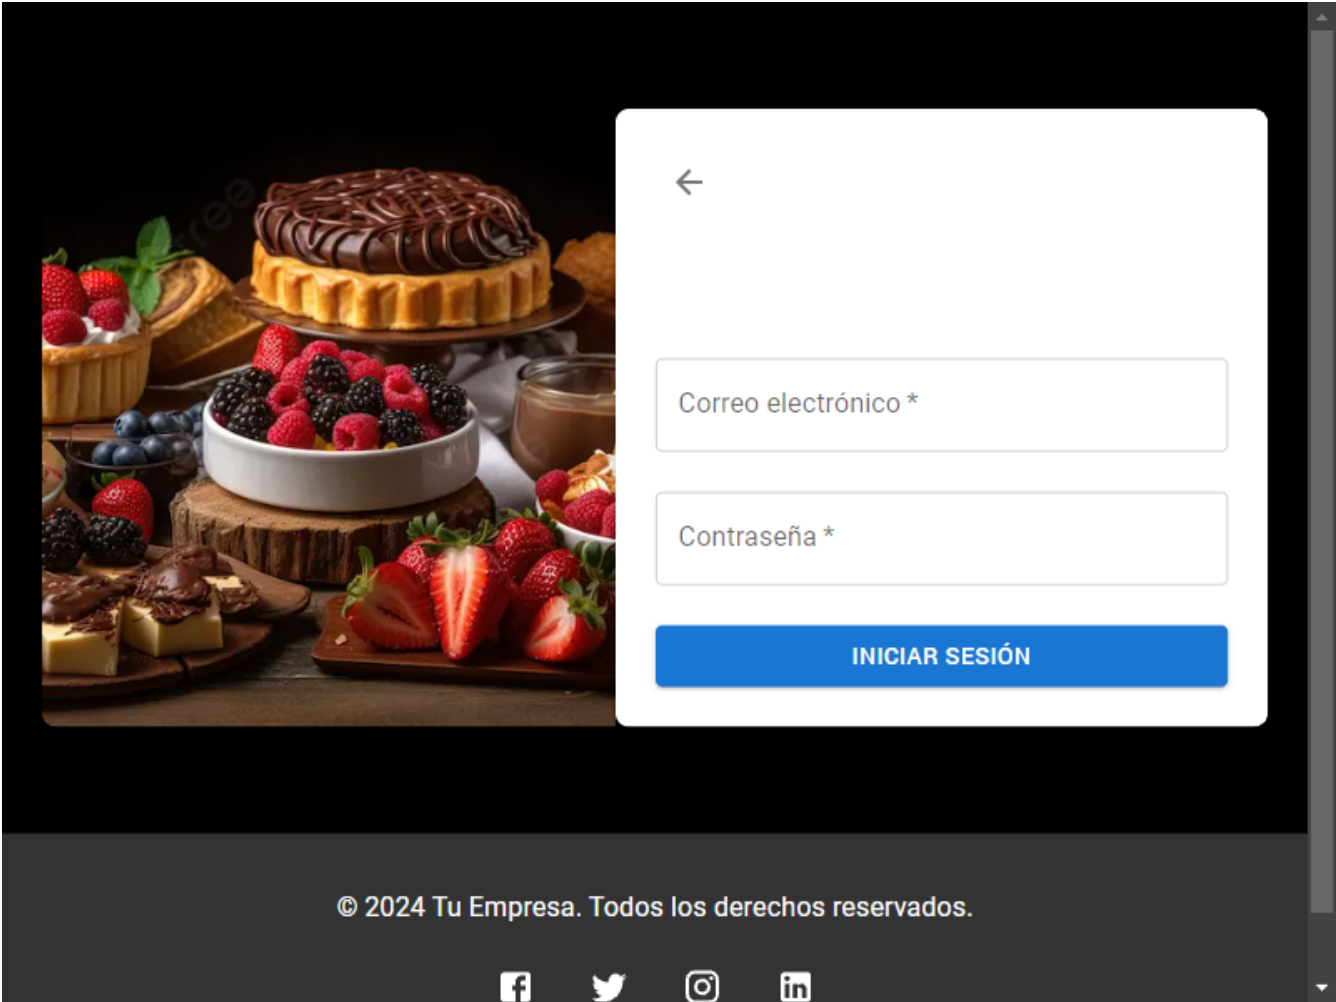 Correo electrónico *
Contraseña *
INICIAR SESIÓN
© 2024 Tu Empresa. Todos los derechos reservados.